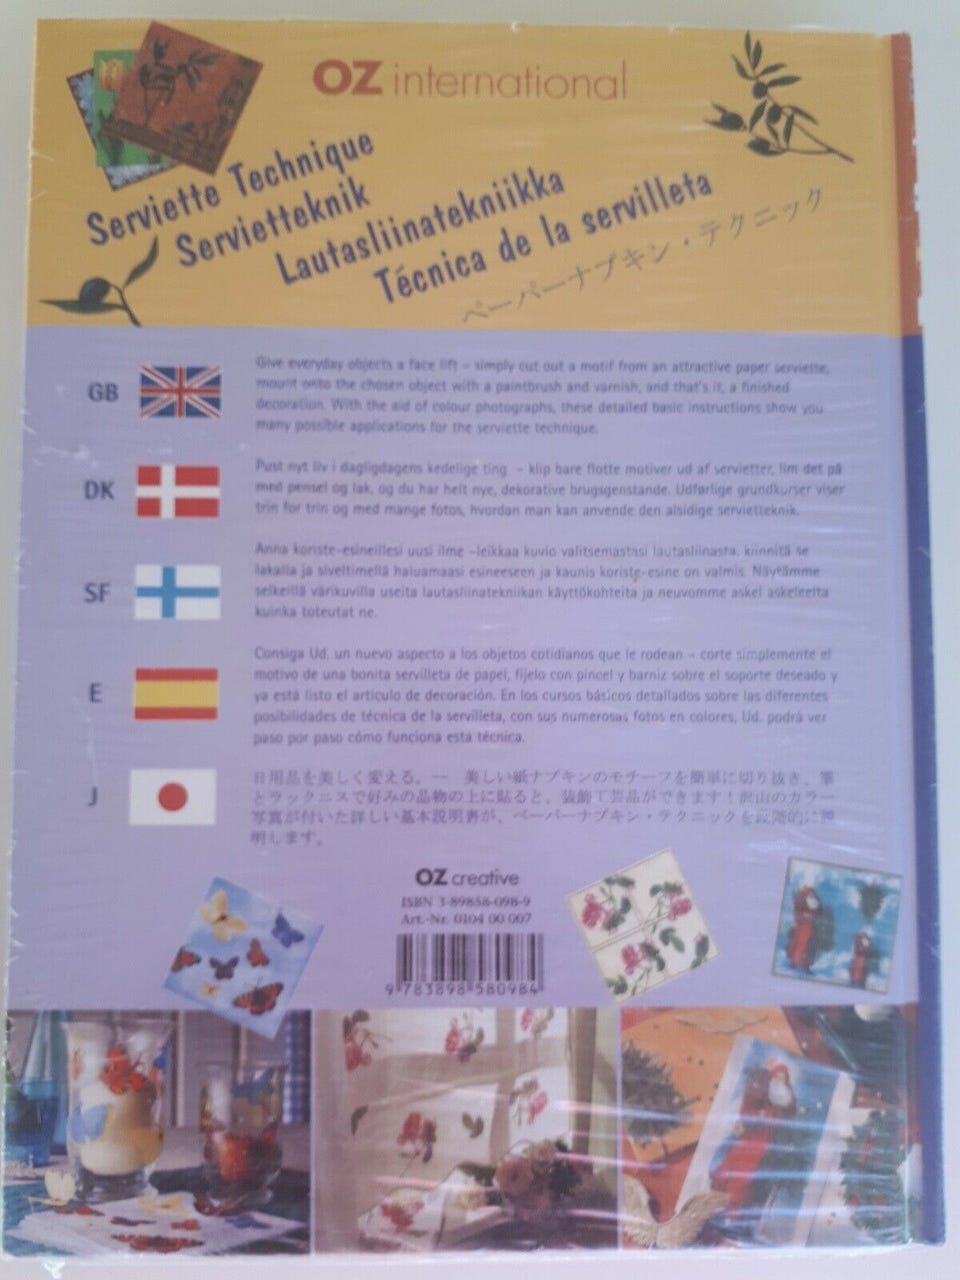 OZ international
Serviette Technique
Servietteknik
Lautasliinatekniikka
Técnica de la servilleta
ペーパーナプキン・テクニック
GB
Give everyday objects a face lift – simply cut out a motif from an attractive paper serviette,
mount onto the chosen object with a paintbrush and varnish, and that's it, a finished
decoration. With the aid of colour photographs, these detailed basic instructions show you
many possible applications for the serviette technique.
DK
Pust nyt liv i dagligdagens kedelige ting – klip bare flotte motiver ud af servietter, lim det på
med pensel og lak, og du har helt nye, dekorative brugsgenstande. Udførlige grundkurser viser
trin for trin og med mange fotos, hvordan man kan anvende den alsidige servietteknik.
SF
Anna koriste-esineillesi uusi ilme –leikkaa kuvio valitsemastasi lautasliinasta, kiinnitä se
lakalla ja siveltimellä haluamaasi esineeseen ja kaunis koriste-esine on valmis. Näytämme
selkeillä värikuvilla useita lautasliinatekniikan käyttökohteita ja neuvomme askel askeleelta
kuinka toteutat ne.
E
Consiga Ud. un nuevo aspecto a los objetos cotidianos que le rodean – corte simplemente el
motivo de una bonita servilleta de papel, fíjelo con pincel y barniz sobre el soporte deseado y
ya está listo el artículo de decoración. En los cursos básicos detallados sobre las diferentes
posibilidades de técnica de la servilleta, con sus numerosas fotos en colores, Ud. podrá ver
paso por paso cómo funciona esta técnica.
J
日用品を美しく変える。— 美しい紙ナプキンのモチーフを簡単に切り抜き、筆
とラックニスで好みの品物の上に貼ると、装飾工芸品ができます！沢山のカラー
写真が付いた詳しい基本説明書が、ペーパーナプキン・テクニックを段階的に説
明します。
OZ creative
ISBN 3-89858-098-9
Art.-Nr. 0104 00 007
9 783898 580984